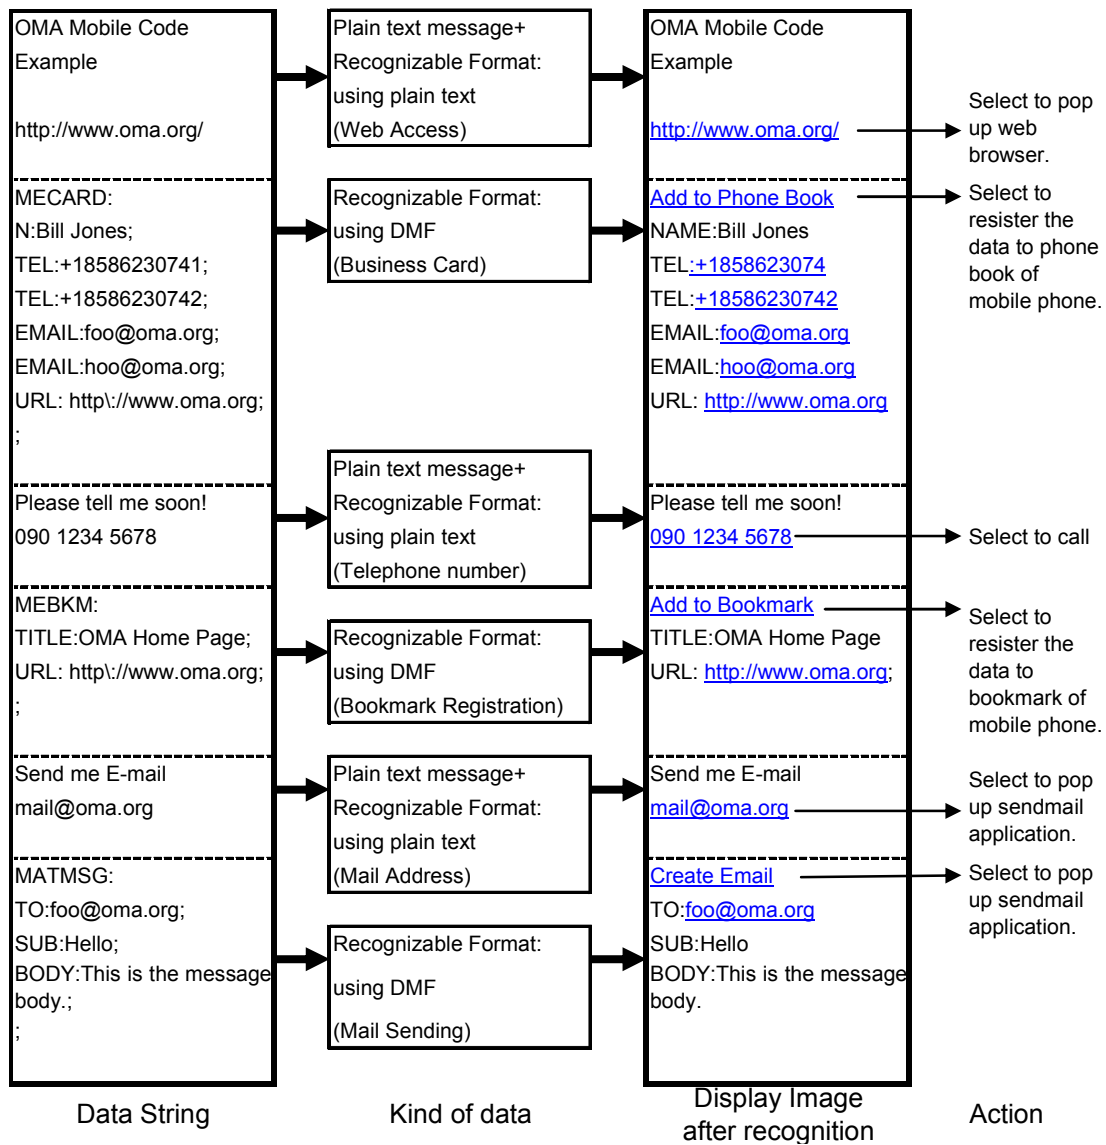 OMA Mobile Code
Example
http://www.oma.org/
MECARD:
N:Bill Jones;
TEL:+18586230741;
TEL:+18586230742;
EMAIL:foo@oma.org;
EMAIL:hoo@oma.org;
URL: http\://www.oma.org;
;
Please tell me soon!
090 1234 5678
MEBKM:
TITLE:OMA Home Page;
URL: http\://www.oma.org;
;
Send me E-mail
mail@oma.org
MATMSG:
TO:foo@oma.org;
SUB:Hello;
BODY:This is the message
body.;
;
Data String
Plain text message+
Recognizable Format:
using plain text
(Web Access)
Recognizable Format:
using DMF
(Business Card)
Plain text message+
Recognizable Format:
using plain text
(Telephone number)
Recognizable Format:
using DMF
(Bookmark Registration)
Plain text message+
Recognizable Format:
using plain text
(Mail Address)
Recognizable Format:
using DMF
(Mail Sending)
Kind of data
OMA Mobile Code
Example
http://www.oma.org/
Add to Phone Book
NAME:Bill Jones
TEL:+1858623074
TEL:+18586230742
EMAIL:foo@oma.org
EMAIL:hoo@oma.org
URL: http://www.oma.org
Please tell me soon!
090 1234 5678
Add to Bookmark
TITLE:OMA Home Page
URL: http://www.oma.org;
Send me E-mail
mail@oma.org
Create Email
TO:foo@oma.org
SUB:Hello
BODY:This is the message
body.
Display Image
after recognition
Select to pop
up web
browser.
Select to
resister the
data to phone
book of
mobile phone.
Select to call
Select to
resister the
data to
bookmark of
mobile phone.
Select to pop
up sendmail
application.
Select to pop
up sendmail
application.
Action